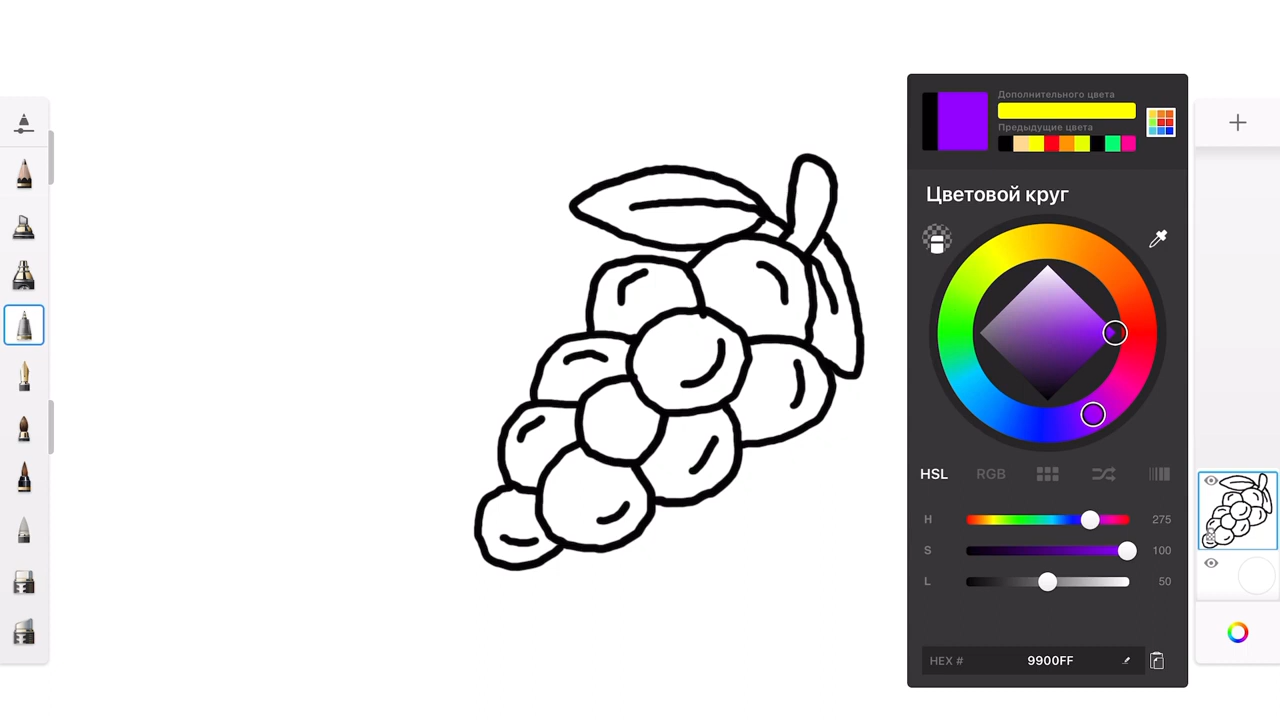 Дополнительного цвета
Предыдущие цвета
Цветовой круг
HSL RGB
H 275
S 100
L 50
HEX # 9900FF